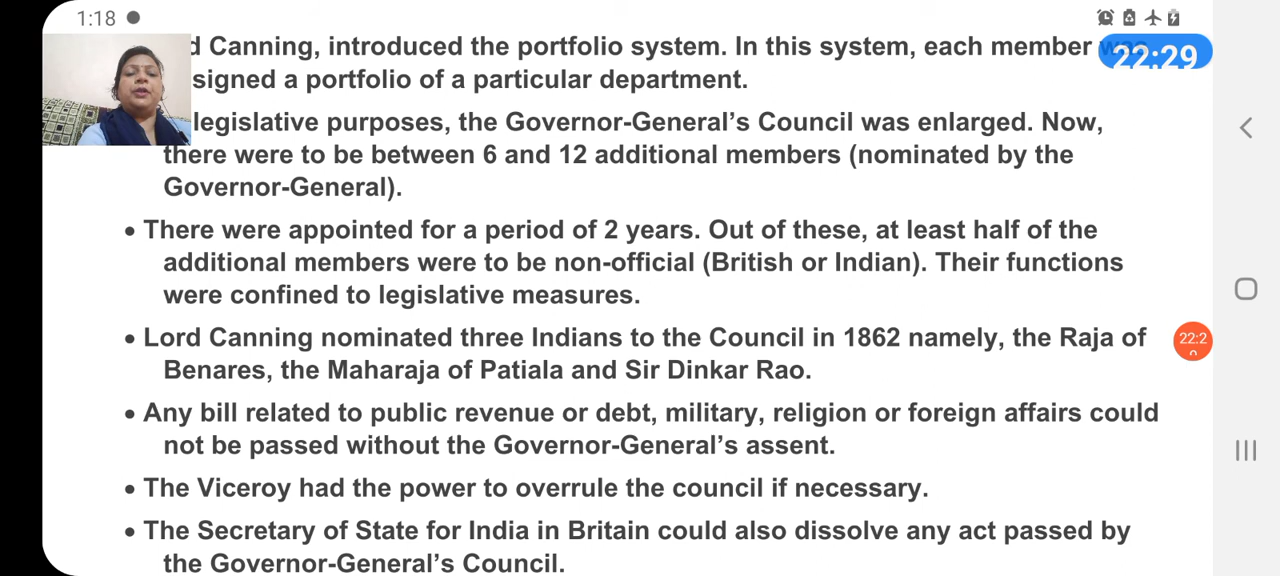 1:18
d Canning, introduced the portfolio system. In this system, each member
22:29
signed a portfolio of a particular department.
legislative purposes, the Governor-General’s Council was enlarged. Now,
there were to be between 6 and 12 additional members (nominated by the
Governor-General).
• There were appointed for a period of 2 years. Out of these, at least half of the
additional members were to be non-official (British or Indian). Their functions
were confined to legislative measures.
• Lord Canning nominated three Indians to the Council in 1862 namely, the Raja of
22:2
Benares, the Maharaja of Patiala and Sir Dinkar Rao.
• Any bill related to public revenue or debt, military, religion or foreign affairs could
not be passed without the Governor-General’s assent.
• The Viceroy had the power to overrule the council if necessary.
• The Secretary of State for India in Britain could also dissolve any act passed by
the Governor-General’s Council.